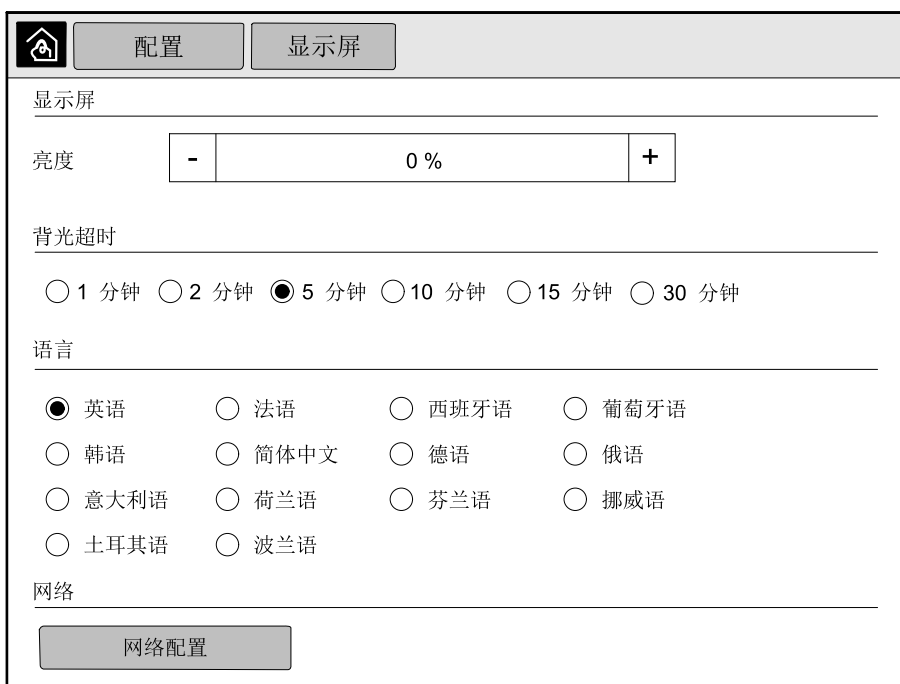 配置 显示屏
显示屏
亮度 - 0 % +
背光超时
1 分钟 2 分钟 5 分钟 10 分钟 15 分钟 30 分钟
语言
英语 法语 西班牙语 葡萄牙语
韩语 简体中文 德语 俄语
意大利语 荷兰语 芬兰语 挪威语
土耳其语 波兰语
网络
网络配置